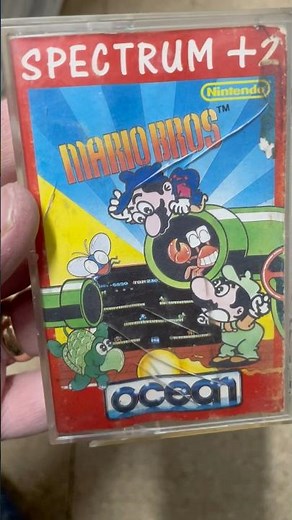 SPECTRUM +2
Nintendo
MARIO BROS TM
ocean